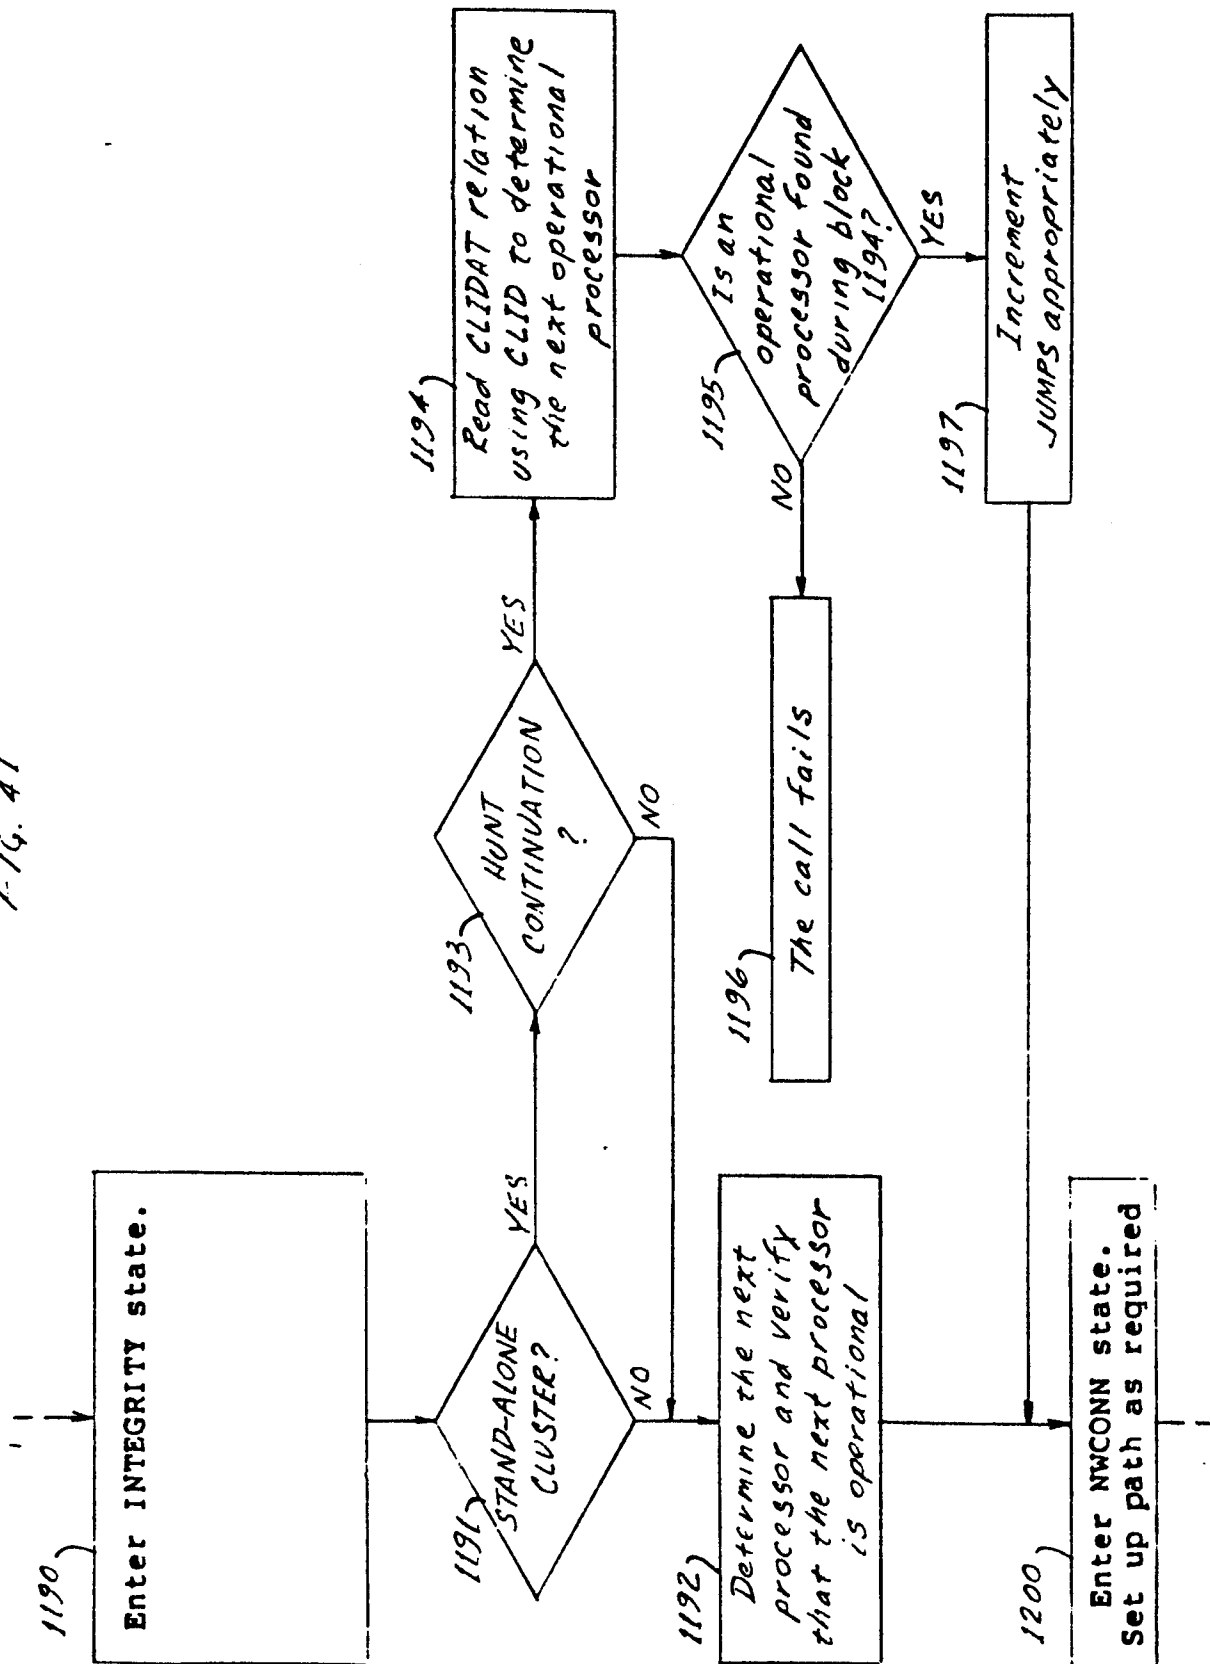 FIG. 41
1190
Enter INTEGRITY state.
1191
STAND-ALONE
CLUSTER?
YES
NO
1193
HUNT
CONTINUATION
?
YES
NO
1194
Read CLIDAT relation
using CLID to determine
the next operational
processor
1195
Is an
operational
processor found
during block
1194?
NO
YES
1196
The call fails
1197
Increment
JUMPS appropriately
1192
Determine the next
processor and verify
that the next processor
is operational
1200
Enter NWCONN state.
Set up path as required